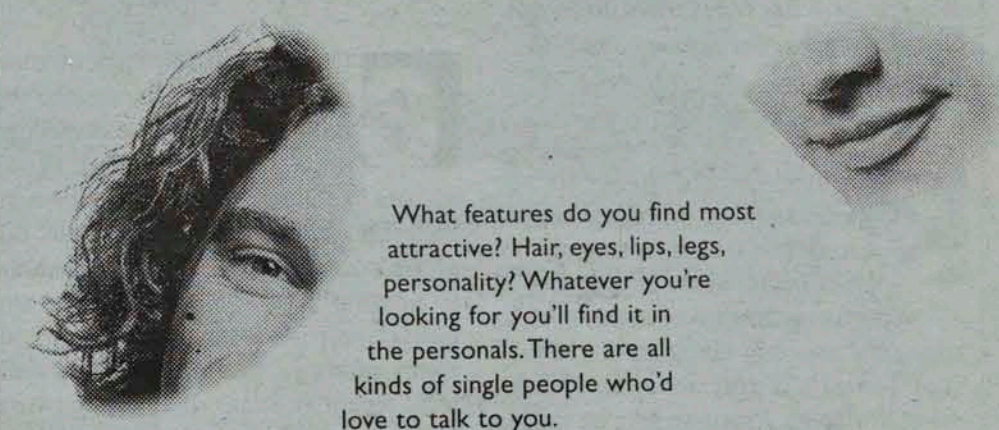 What features do you find most
attractive? Hair, eyes, lips, legs,
personality? Whatever you're
looking for you'll find it in
the personals. There are all
kinds of single people who'd
love to talk to you.